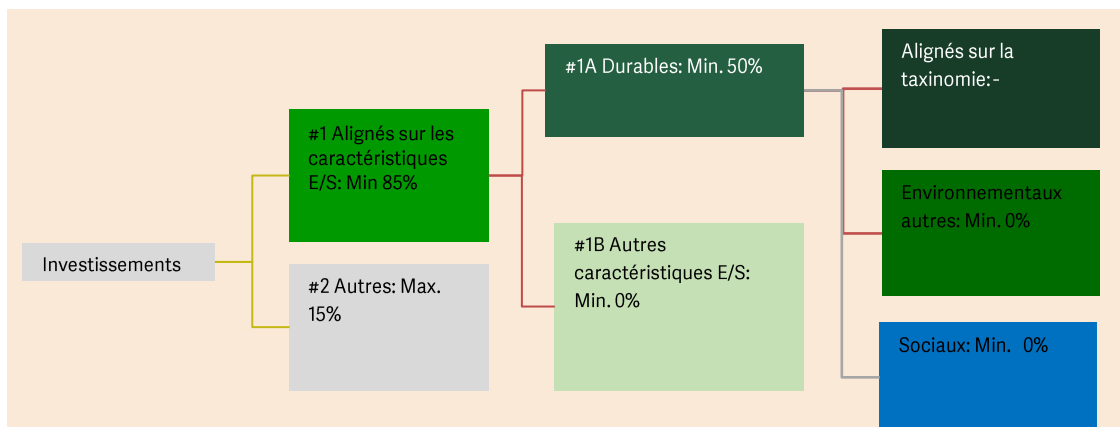 Investissements
#1 Alignés sur les
caractéristiques
E/S: Min 85%
#2 Autres: Max.
15%
#1A Durables: Min. 50%
#1B Autres
caractéristiques E/S:
Min. 0%
Alignés sur la
taxinomie:-
Environnementaux
autres: Min. 0%
Sociaux: Min. 0%